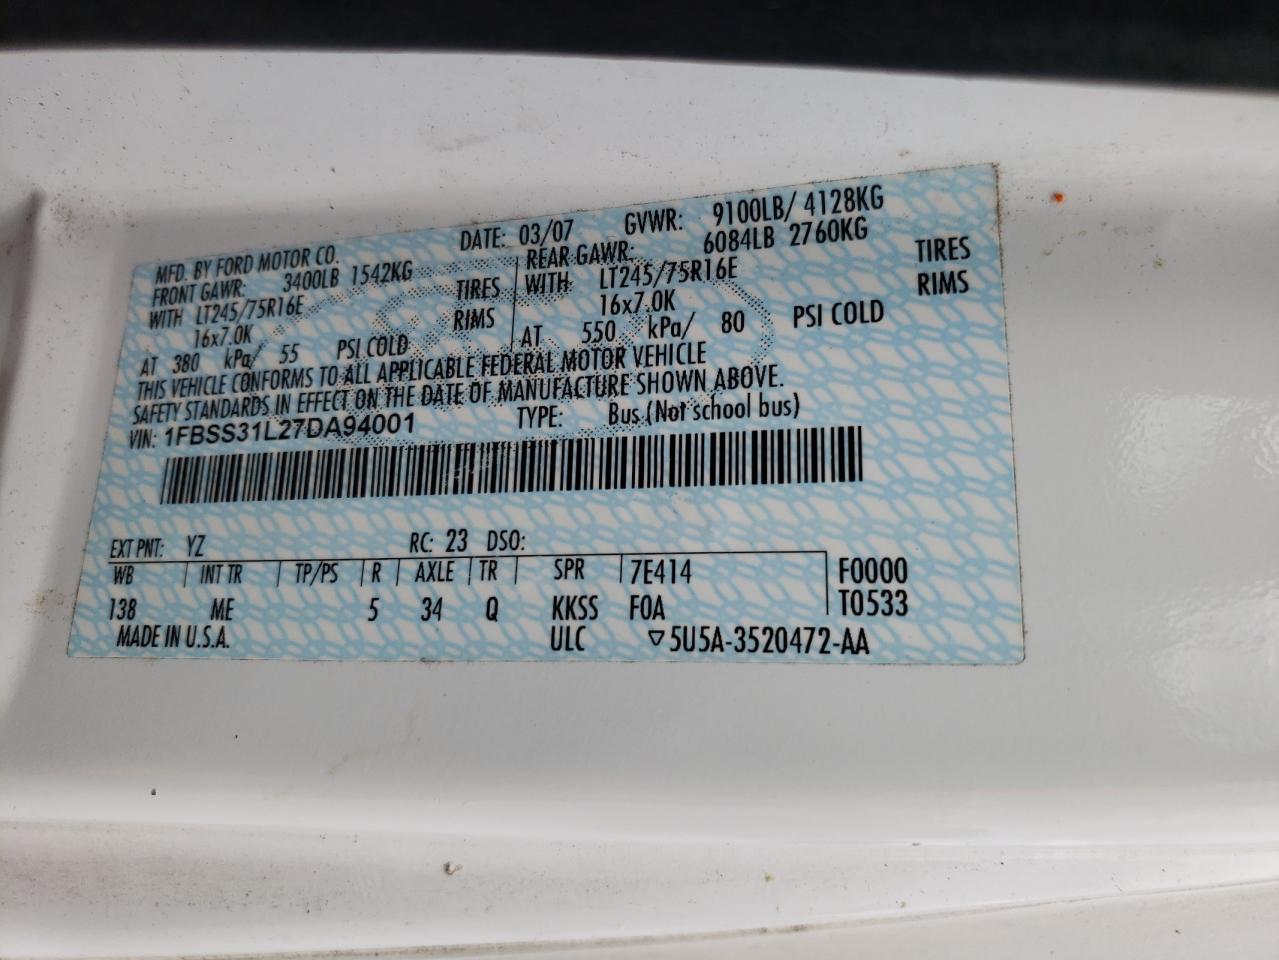 MFD. BY FORD MOTOR CO.
DATE: 03/07 GVWR: 9100LB/ 4128KG
FRONT GAWR: 3400LB 1542KG
REAR GAWR: 6084LB 2760KG
WITH LT245/75R16E TIRES
WITH LT245/75R16E TIRES
16x7.0K RIMS
16x7.0K RIMS
AT 380 kPa/ 55 PSI COLD
AT 550 kPa/ 80 PSI COLD
THIS VEHICLE CONFORMS TO ALL APPLICABLE FEDERAL MOTOR VEHICLE
SAFETY STANDARDS IN EFFECT ON THE DATE OF MANUFACTURE SHOWN ABOVE.
VIN: 1FBSS31L27DA94001 TYPE: Bus (Not school bus)
EXT PNT: YZ RC: 23 DSO:
WB INT TR TP/PS R AXLE TR SPR 7E414 F0000
138 ME 5 34 Q KKSS F0A T0533
MADE IN U.S.A. ULC ▽5U5A-3520472-AA